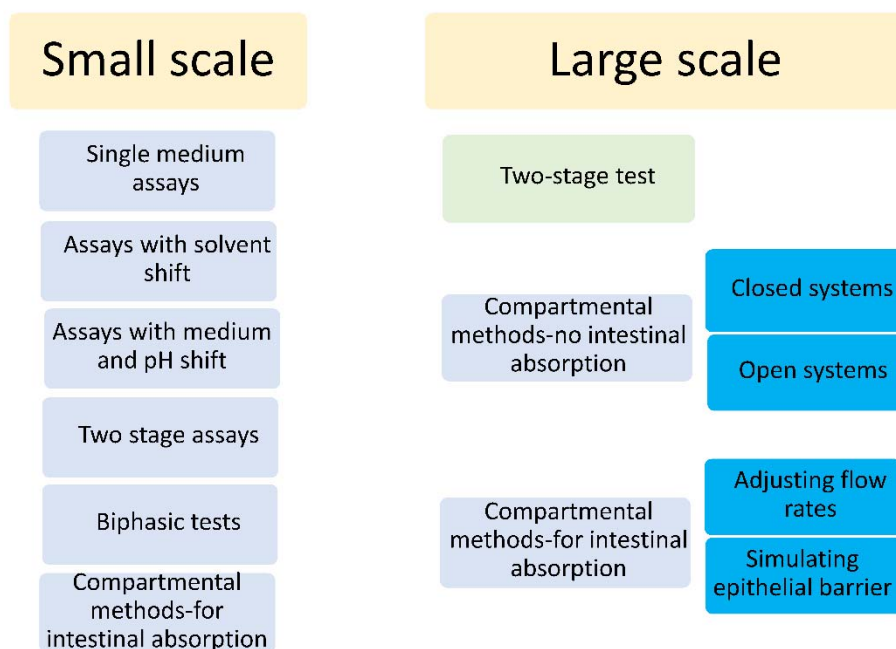 Small scale
Single medium
assays
Assays with solvent
shift
Assays with medium
and pH shift
Two stage assays
Biphasic tests
Compartmental
methods-for
intestinal absorption
Large scale
Two-stage test
Compartmental
methods-no intestinal
absorption
Closed systems
Open systems
Compartmental
methods-for intestinal
absorption
Adjusting flow
rates
Simulating
epithelial barrier